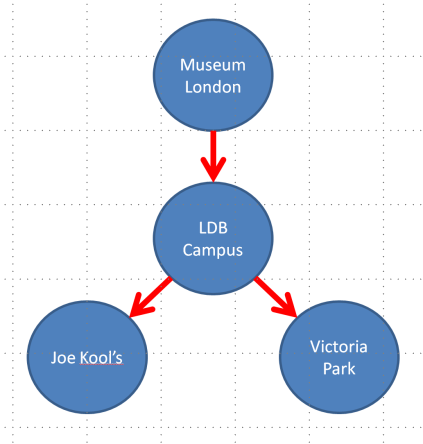 Museum
London
LDB
Campus
Joe Kool's
Victoria
Park